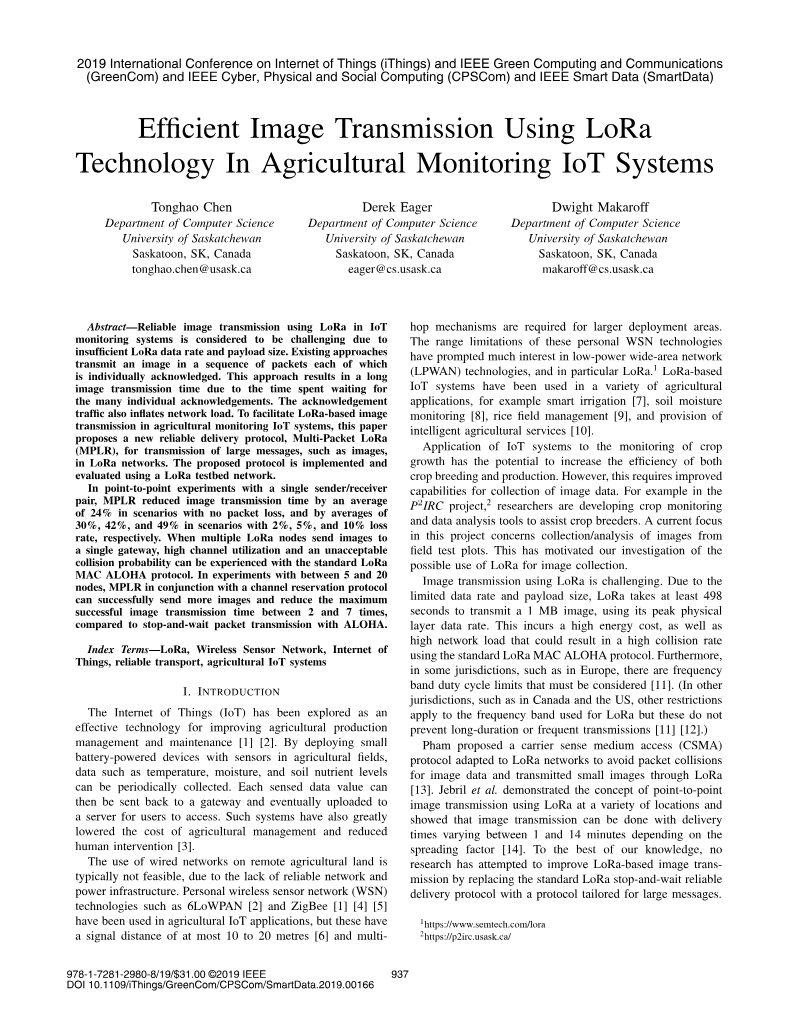 2019 International Conference on Internet of Things (iThings) and IEEE Green Computing and Communications
(GreenCom) and IEEE Cyber, Physical and Social Computing (CPSCom) and IEEE Smart Data (SmartData)
Efficient Image Transmission Using LoRa
Technology In Agricultural Monitoring IoT Systems
Tonghao Chen
Department of Computer Science
University of Saskatchewan
Saskatoon, SK, Canada
tonghao.chen@usask.ca
Derek Eager
Department of Computer Science
University of Saskatchewan
Saskatoon, SK, Canada
eager@cs.usask.ca
Dwight Makaroff
Department of Computer Science
University of Saskatchewan
Saskatoon, SK, Canada
makaroff@cs.usask.ca
Abstract—Reliable image transmission using LoRa in IoT
monitoring systems is considered to be challenging due to
insufficient LoRa data rate and payload size. Existing approaches
transmit an image in a sequence of packets each of which
is individually acknowledged. This approach results in a long
image transmission time due to the time spent waiting for
the many individual acknowledgements. The acknowledgement
traffic also inflates network load. To facilitate LoRa-based image
transmission in agricultural monitoring IoT systems, this paper
proposes a new reliable delivery protocol, Multi-Packet LoRa
(MPLR), for transmission of large messages, such as images,
in LoRa networks. The proposed protocol is implemented and
evaluated using a LoRa testbed network.
In point-to-point experiments with a single sender/receiver
pair, MPLR reduced image transmission time by an average
of 24% in scenarios with no packet loss, and by averages of
30%, 42%, and 49% in scenarios with 2%, 5%, and 10% loss
rate, respectively. When multiple LoRa nodes send images to
a single gateway, high channel utilization and an unacceptable
collision probability can be experienced with the standard LoRa
MAC ALOHA protocol. In experiments with between 5 and 20
nodes, MPLR in conjunction with a channel reservation protocol
can successfully send more images and reduce the maximum
successful image transmission time between 2 and 7 times,
compared to stop-and-wait packet transmission with ALOHA.
Index Terms—LoRa, Wireless Sensor Network, Internet of
Things, reliable transport, agricultural IoT systems
I. INTRODUCTION
The Internet of Things (IoT) has been explored as an
effective technology for improving agricultural production
management and maintenance [1] [2]. By deploying small
battery-powered devices with sensors in agricultural fields,
data such as temperature, moisture, and soil nutrient levels
can be periodically collected. Each sensed data value can
then be sent back to a gateway and eventually uploaded to
a server for users to access. Such systems have also greatly
lowered the cost of agricultural management and reduced
human intervention [3].
The use of wired networks on remote agricultural land is
typically not feasible, due to the lack of reliable network and
power infrastructure. Personal wireless sensor network (WSN)
technologies such as 6LoWPAN [2] and ZigBee [1] [4] [5]
have been used in agricultural IoT applications, but these have
a signal distance of at most 10 to 20 metres [6] and multi-
hop mechanisms are required for larger deployment areas.
The range limitations of these personal WSN technologies
have prompted much interest in low-power wide-area network
(LPWAN) technologies, and in particular LoRa.1 LoRa-based
IoT systems have been used in a variety of agricultural
applications, for example smart irrigation [7], soil moisture
monitoring [8], rice field management [9], and provision of
intelligent agricultural services [10].
Application of IoT systems to the monitoring of crop
growth has the potential to increase the efficiency of both
crop breeding and production. However, this requires improved
capabilities for collection of image data. For example in the
P2IRC project,2 researchers are developing crop monitoring
and data analysis tools to assist crop breeders. A current focus
in this project concerns collection/analysis of images from
field test plots. This has motivated our investigation of the
possible use of LoRa for image collection.
Image transmission using LoRa is challenging. Due to the
limited data rate and payload size, LoRa takes at least 498
seconds to transmit a 1 MB image, using its peak physical
layer data rate. This incurs a high energy cost, as well as
high network load that could result in a high collision rate
using the standard LoRa MAC ALOHA protocol. Furthermore,
in some jurisdictions, such as in Europe, there are frequency
band duty cycle limits that must be considered [11]. (In other
jurisdictions, such as in Canada and the US, other restrictions
apply to the frequency band used for LoRa but these do not
prevent long-duration or frequent transmissions [11] [12].)
Pham proposed a carrier sense medium access (CSMA)
protocol adapted to LoRa networks to avoid packet collisions
for image data and transmitted small images through LoRa
[13]. Jebril et al. demonstrated the concept of point-to-point
image transmission using LoRa at a variety of locations and
showed that image transmission can be done with delivery
times varying between 1 and 14 minutes depending on the
spreading factor [14]. To the best of our knowledge, no
research has attempted to improve LoRa-based image trans-
mission by replacing the standard LoRa stop-and-wait reliable
delivery protocol with a protocol tailored for large messages.
1https://www.semtech.com/lora
2https://p2irc.usask.ca/
978-1-7281-2980-8/19/$31.00 ©2019 IEEE
DOI 10.1109/iThings/GreenCom/CPSCom/SmartData.2019.00166
937